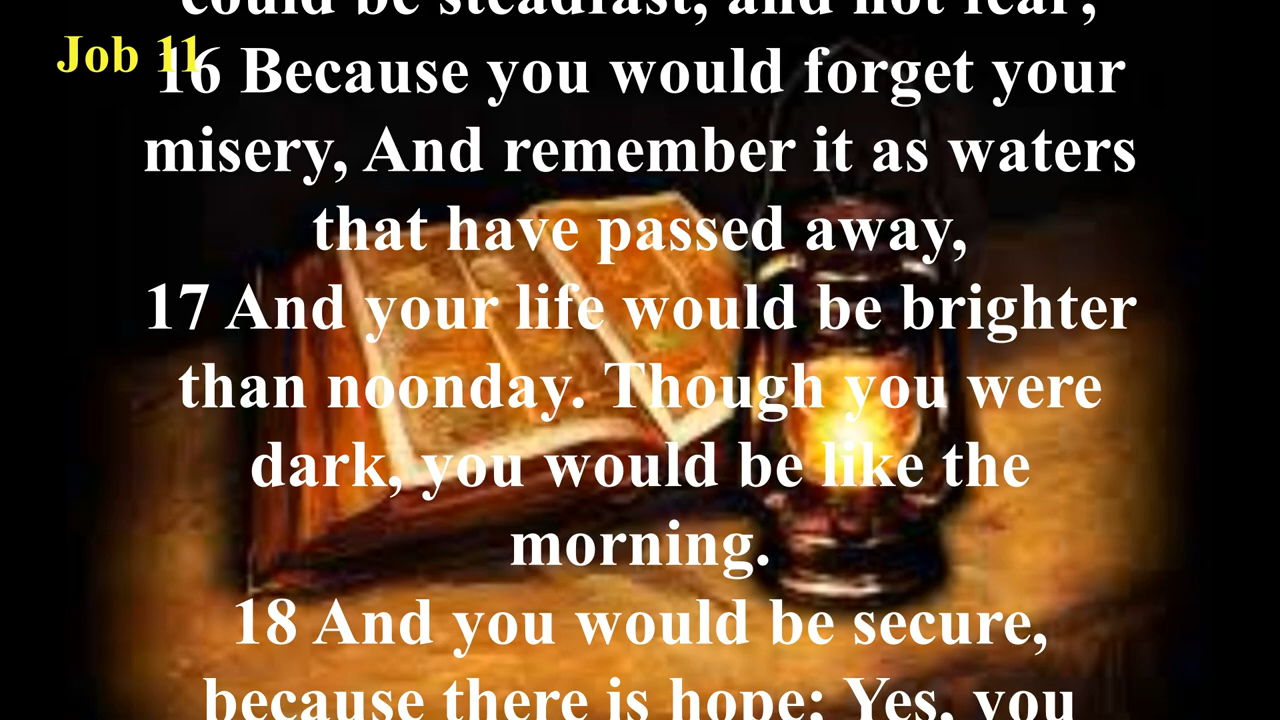 could be steadfast, and not fear;
Job 11
16 Because you would forget your
misery, And remember it as waters
that have passed away,
17 And your life would be brighter
than noonday. Though you were
dark, you would be like the
morning.
18 And you would be secure,
because there is hope; Yes, you